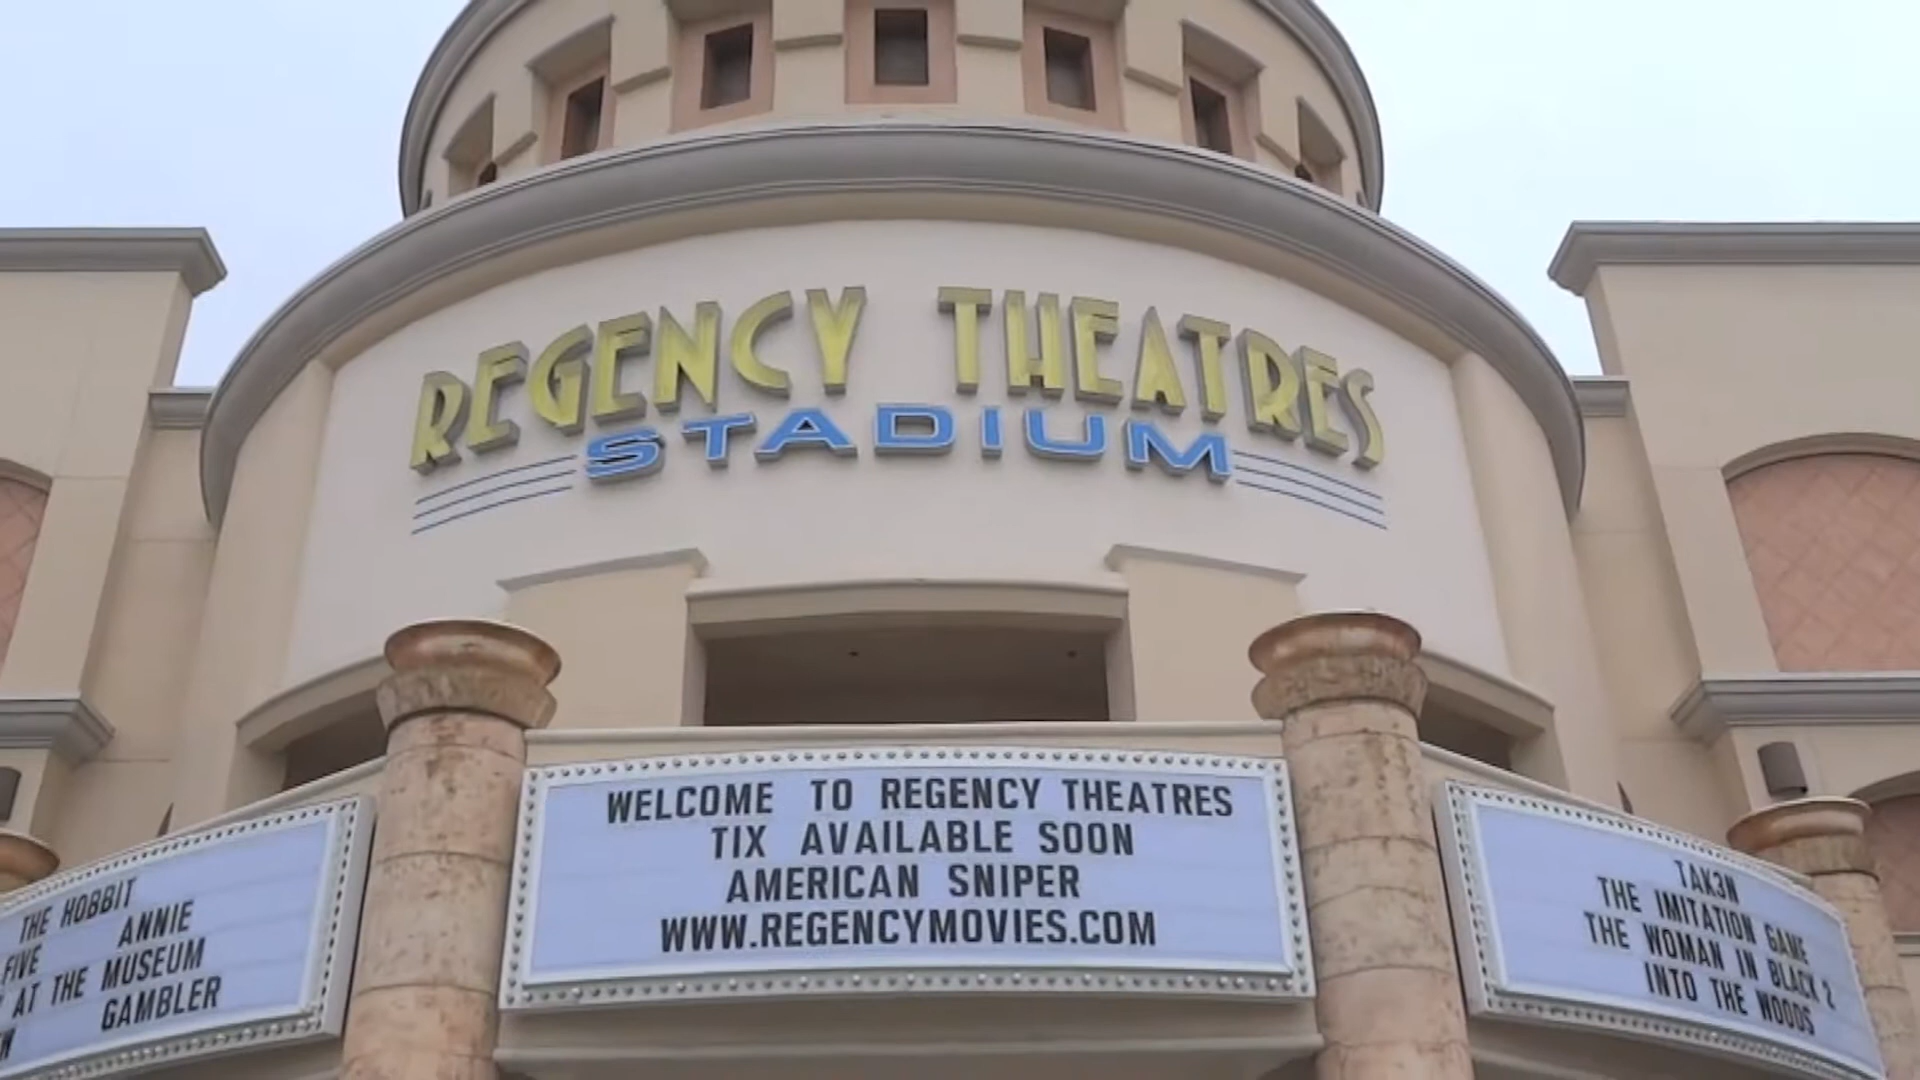 REGENCY THEATRES
STADIUM
WELCOME TO REGENCY THEATRES
TIX AVAILABLE SOON
AMERICAN SNIPER
WWW.REGENCYMOVIES.COM
THE HOBBIT
FIVE ANNIE
AT THE MUSEUM
GAMBLER
TAK3N
THE IMITATION GAME
THE WOMAN IN BLACK 2
INTO THE WOODS